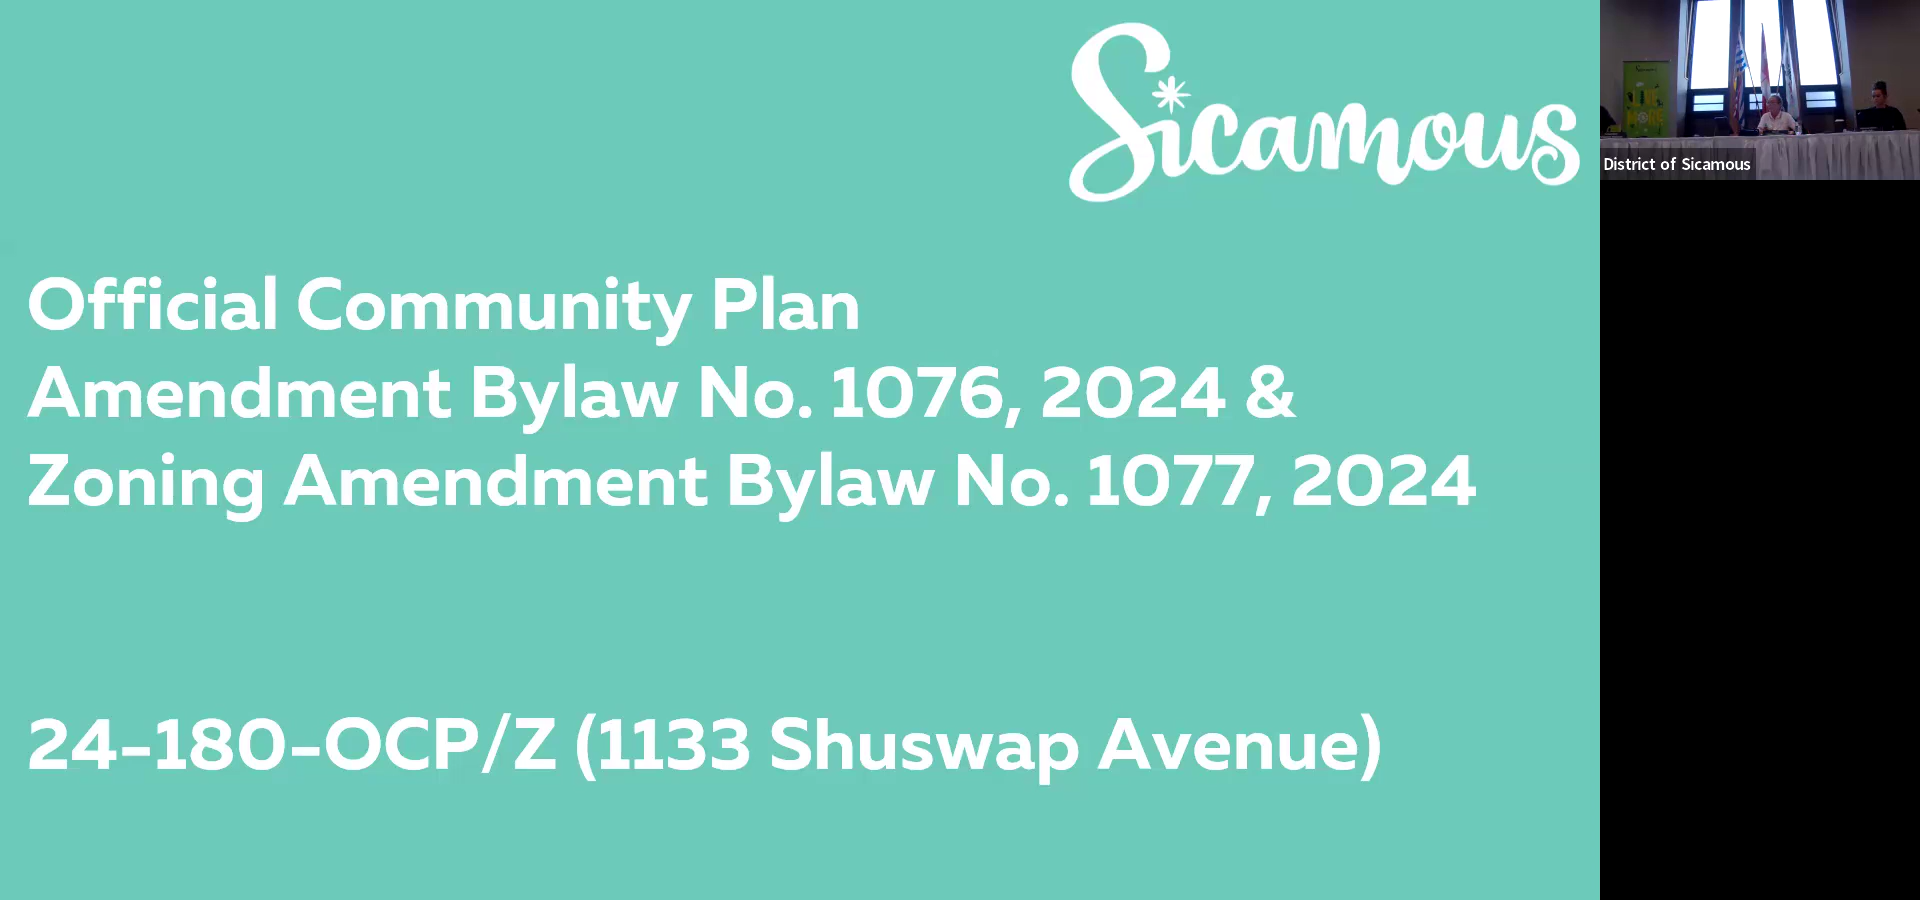 Sicamous
Official Community Plan
Amendment Bylaw No. 1076, 2024 &
Zoning Amendment Bylaw No. 1077, 2024
24-180-OCP/Z (1133 Shuswap Avenue)
District of Sicamous